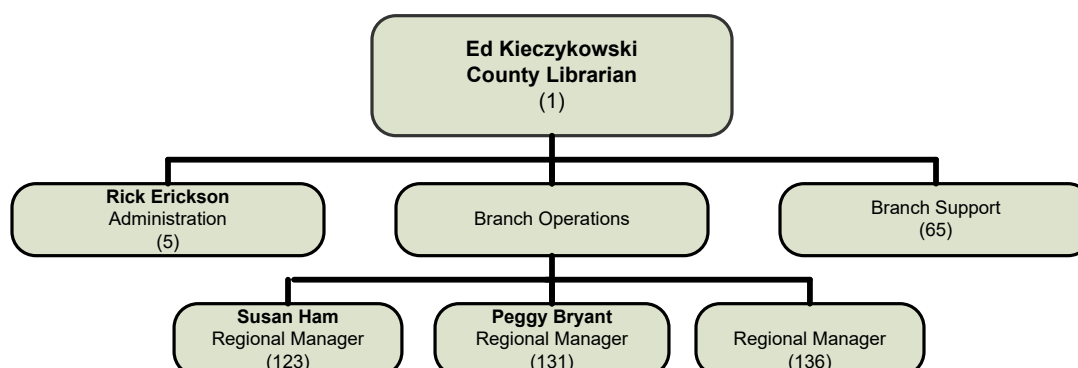 Ed Kieczykowski
County Librarian
(1)
Rick Erickson
Administration
(5)
Branch Operations
Branch Support
(65)
Susan Ham
Regional Manager
(123)
Peggy Bryant
Regional Manager
(131)
Regional Manager
(136)